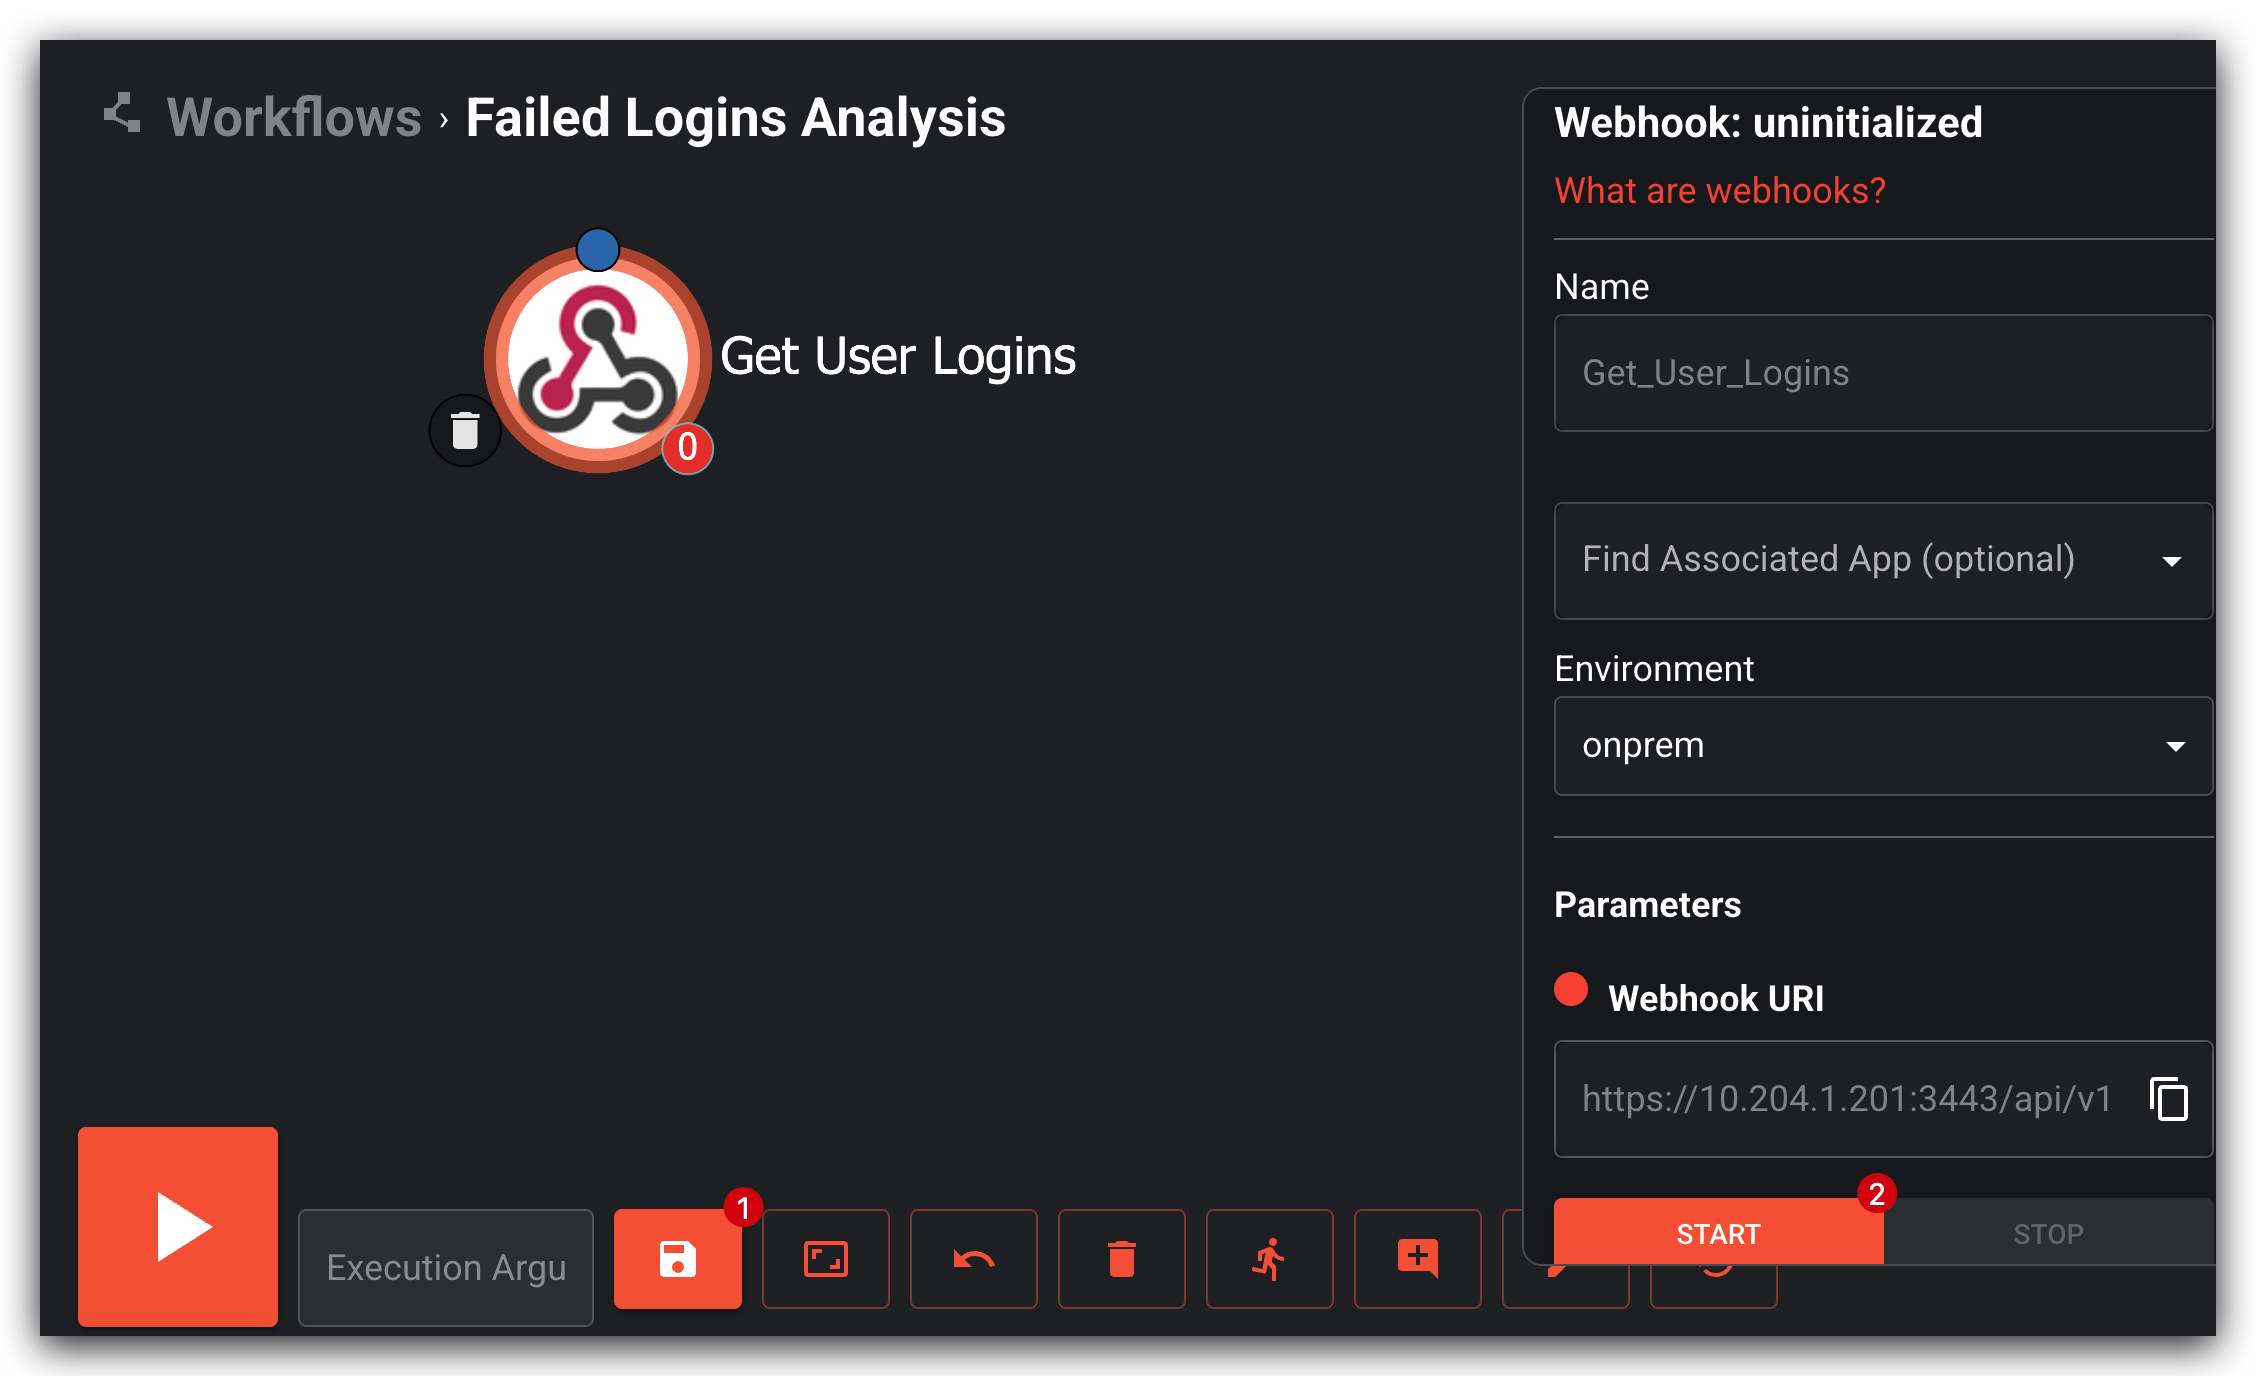 Workflows › Failed Logins Analysis
Get User Logins
0
Webhook: uninitialized
What are webhooks?
Name
Get_User_Logins
Find Associated App (optional)
Environment
onprem
Parameters
Webhook URI
https://10.204.1.201:3443/api/v1
2
START
STOP
Execution Argu
1